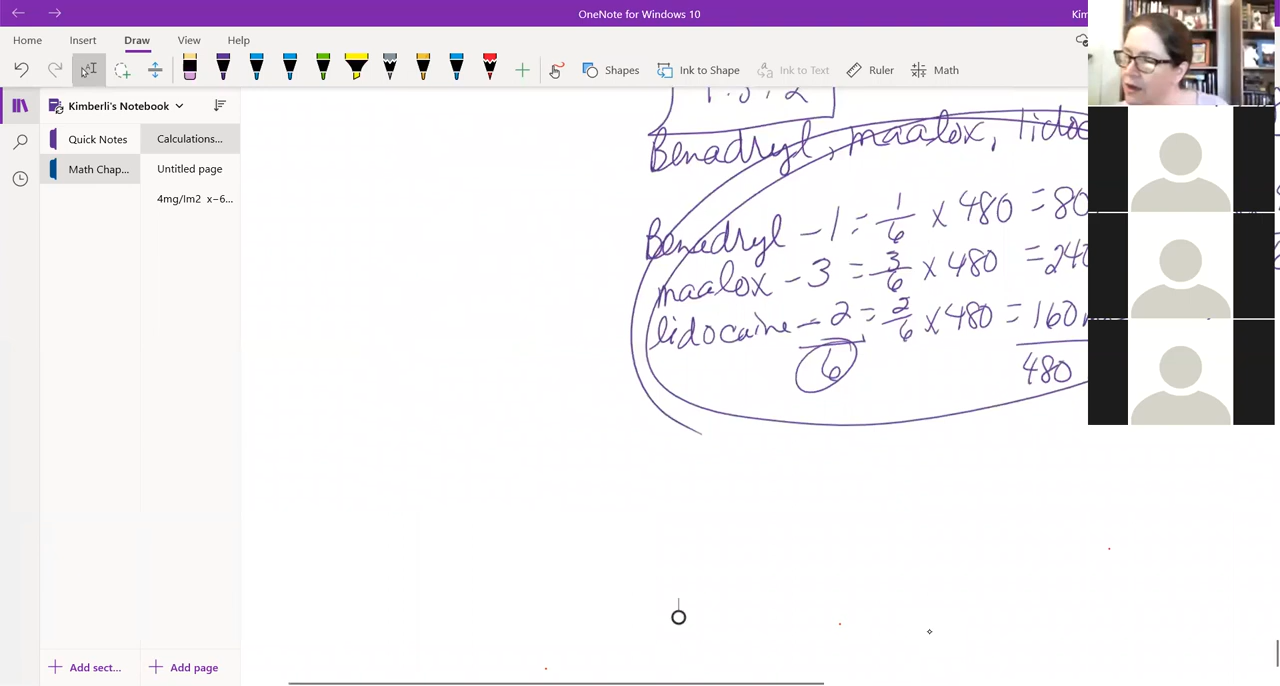 OneNote for Windows 10
Kim
Home Insert Draw View Help
Shapes Ink to Shape Ink to Text Ruler Math
Kimberli's Notebook
Quick Notes
Math Chap...
Calculations...
Untitled page
4mg/lm2 x-6...
Benadryl, maalox, lidoc
Benadryl - 1 = 1/6 x 480 = 80
maalox - 3 = 3/6 x 480 = 240
lidocaine - 2 = 2/6 x 480 = 160
6 480
Add sect...
Add page